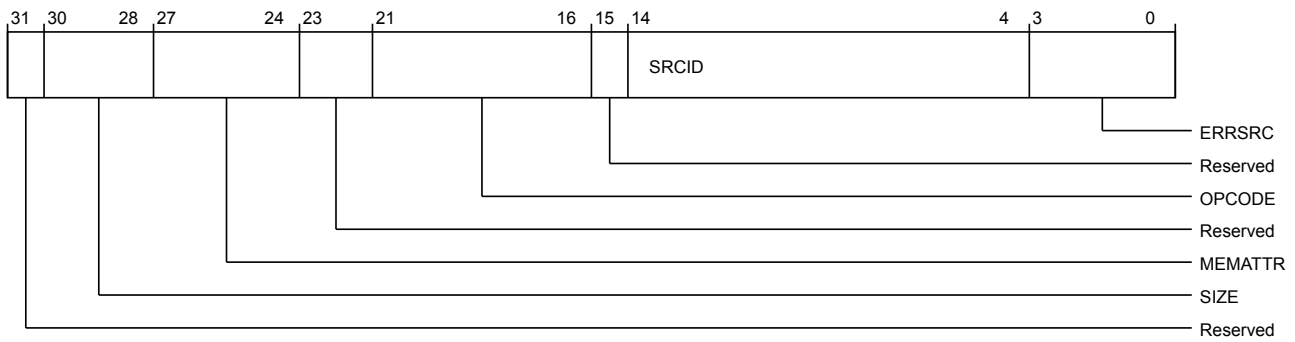 31 30 28 27 24 23 21 16 15 14 4 3 0
SRCID
ERRSRC
Reserved
OPCODE
Reserved
MEMATTR
SIZE
Reserved